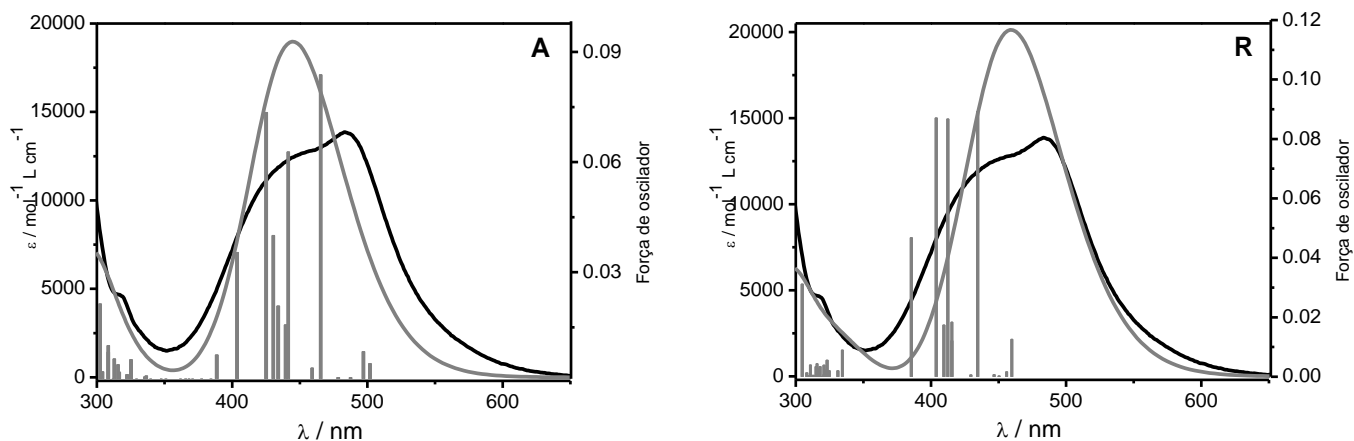 A
20000
15000
10000
5000
0
ε / mol⁻¹ L cm⁻¹
0.09
0.06
0.03
Força de oscilador
300 400 500 600
λ / nm
R
20000
15000
10000
5000
0
ε / mol⁻¹ L cm⁻¹
0.12
0.10
0.08
0.06
0.04
0.02
0.00
Força de oscilador
300 400 500 600
λ / nm